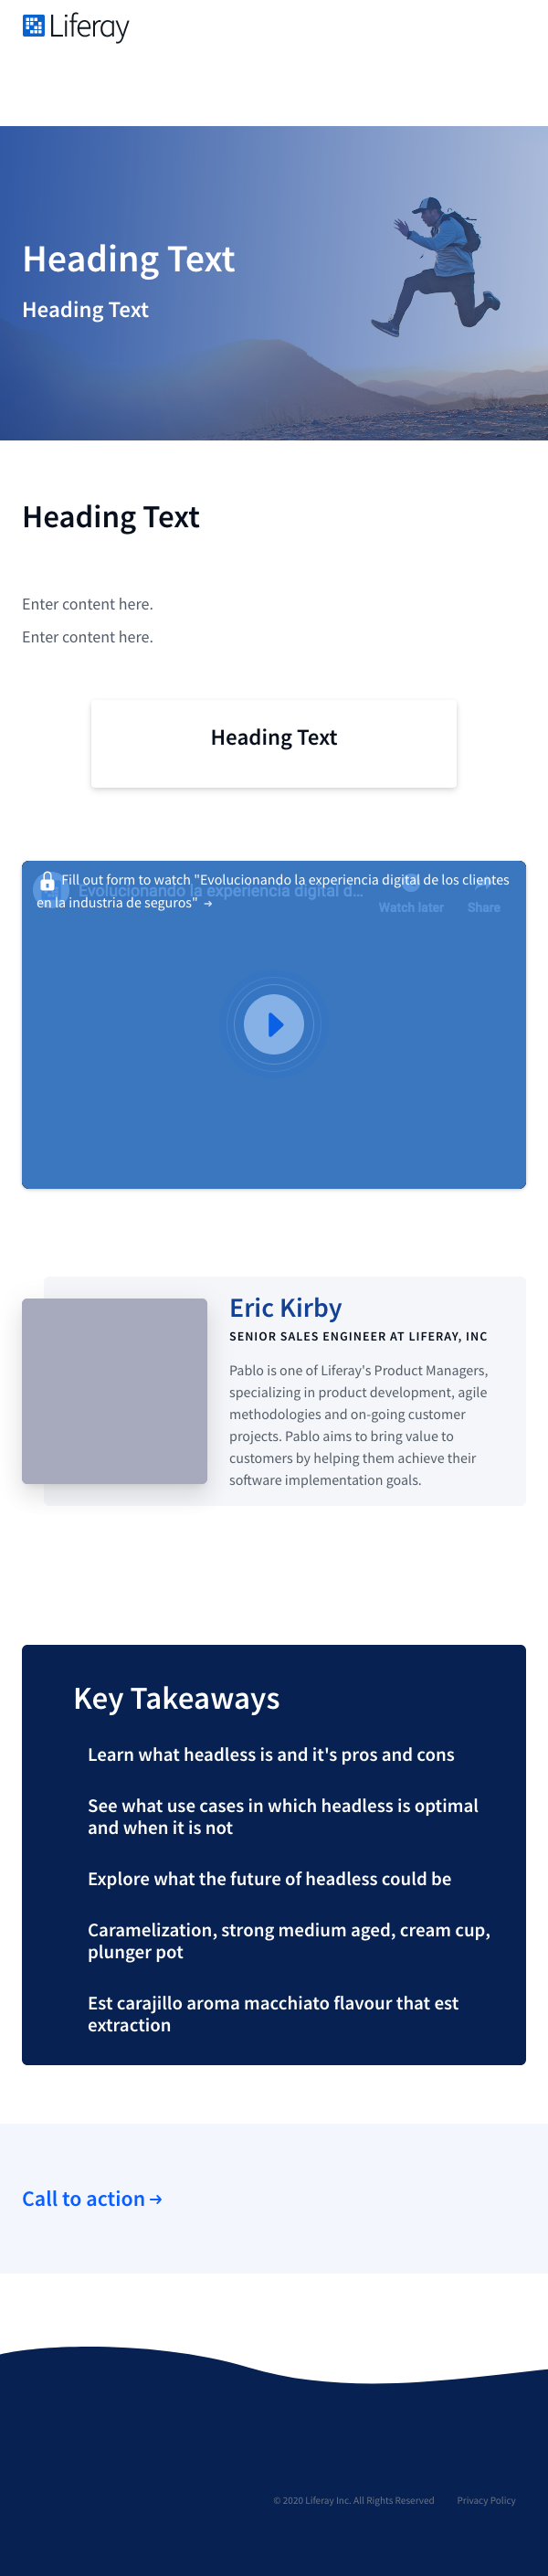 Liferay
Heading Text
Heading Text
Heading Text
Enter content here.
Enter content here.
Heading Text
Fill out form to watch "Evolucionando la experiencia digital de los clientes
en la industria de seguros" →
Evolucionando la experiencia digital d...
Watch later
Share
Eric Kirby
SENIOR SALES ENGINEER AT LIFERAY, INC
Pablo is one of Liferay's Product Managers,
specializing in product development, agile
methodologies and on-going customer
projects. Pablo aims to bring value to
customers by helping them achieve their
software implementation goals.
Key Takeaways
Learn what headless is and it's pros and cons
See what use cases in which headless is optimal
and when it is not
Explore what the future of headless could be
Caramelization, strong medium aged, cream cup,
plunger pot
Est carajillo aroma macchiato flavour that est
extraction
Call to action →
© 2020 Liferay Inc. All Rights Reserved Privacy Policy